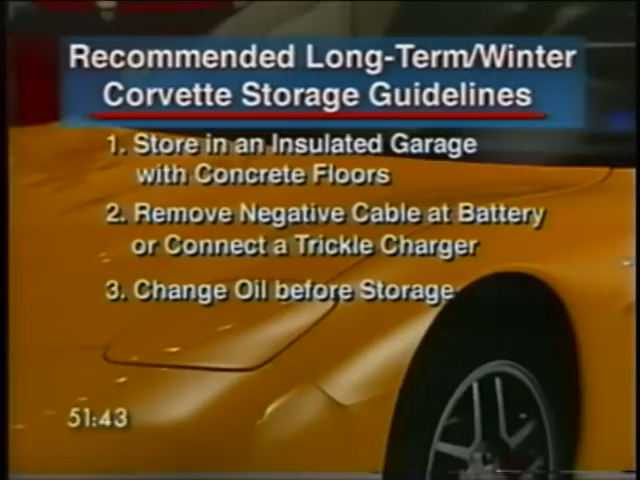 Recommended Long-Term/Winter
Corvette Storage Guidelines
1. Store in an Insulated Garage
with Concrete Floors
2. Remove Negative Cable at Battery
or Connect a Trickle Charger
3. Change Oil before Storage
51:43